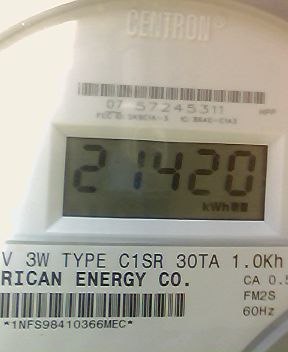 CENTRON®
07 57245311
21420
kWh
V 3W TYPE C1SR 30TA 1.0Kh
RICAN ENERGY CO. CA 0.5
FM2S
60Hz
*1NFS98410366MEC*